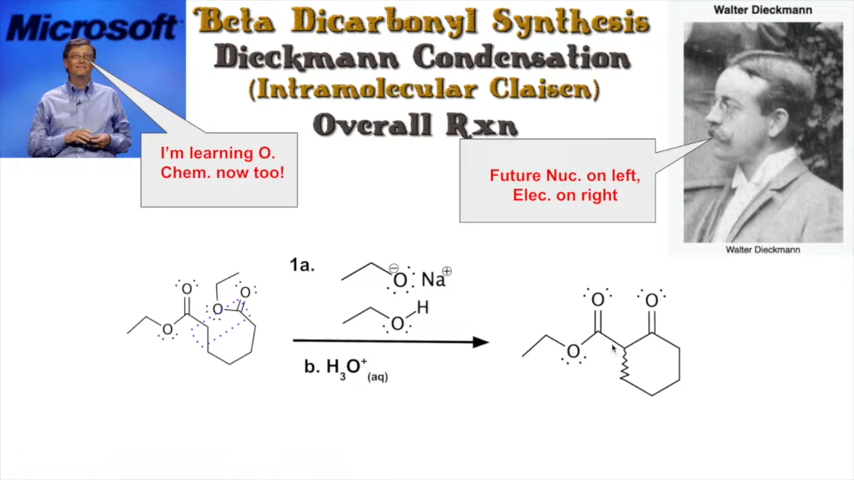 Microsoft
Beta Dicarbonyl Synthesis
Dieckmann Condensation
(Intramolecular Claisen)
Overall Rxn
Walter Dieckmann
I'm learning O.
Chem. now too!
Future Nuc. on left,
Elec. on right
Walter Dieckmann
1a.
O Na
O H
b. H3O+ (aq)
O O
O O
O O
O